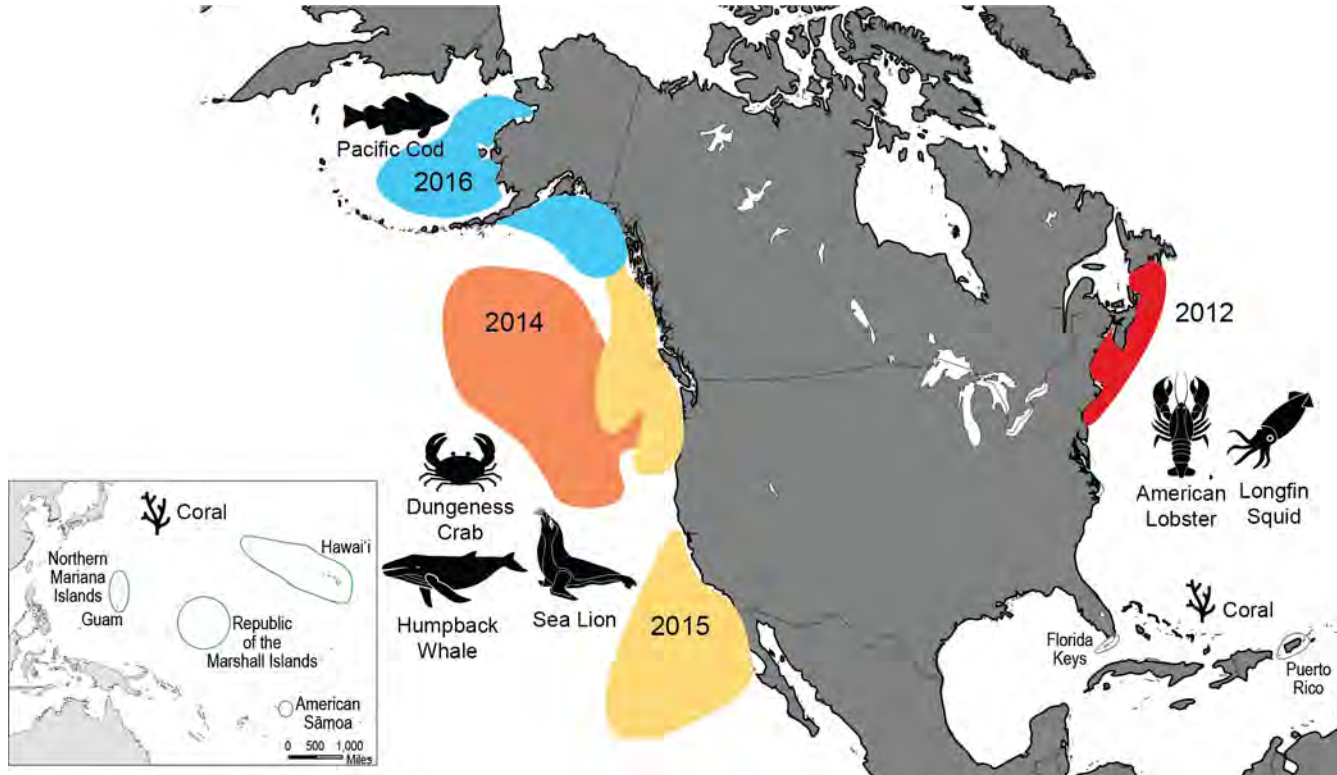 Pacific Cod
2016
2014
2012
Dungeness
Crab
American
Lobster
Longfin
Squid
Humpback
Whale
Sea Lion
2015
Coral
Florida
Keys
Puerto
Rico
Coral
Hawaiʻi
Northern
Mariana
Islands
Guam
Republic
of the
Marshall Islands
American
Sāmoa
0 500 1,000
Miles